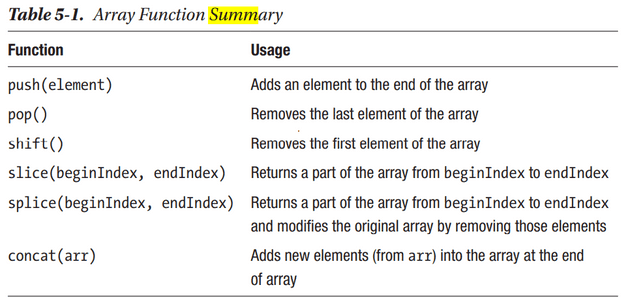 Table 5-1. Array Function Summary
Function Usage
push(element) Adds an element to the end of the array
pop() Removes the last element of the array
shift() Removes the first element of the array
slice(beginIndex, endIndex) Returns a part of the array from beginIndex to endIndex
splice(beginIndex, endIndex) Returns a part of the array from beginIndex to endIndex
and modifies the original array by removing those elements
concat(arr) Adds new elements (from arr) into the array at the end
of array